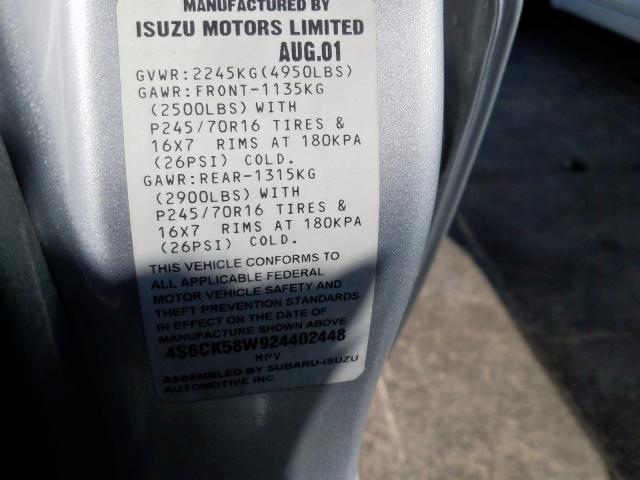 MANUFACTURED BY
ISUZU MOTORS LIMITED
AUG.01
GVWR:2245KG(4950LBS)
GAWR:FRONT-1135KG
(2500LBS) WITH
P245/70R16 TIRES &
16X7 RIMS AT 180KPA
(26PSI) COLD.
GAWR:REAR-1315KG
(2900LBS) WITH
P245/70R16 TIRES &
16X7 RIMS AT 180KPA
(26PSI) COLD.
THIS VEHICLE CONFORMS TO
ALL APPLICABLE FEDERAL
MOTOR VEHICLE SAFETY AND
THEFT PREVENTION STANDARDS
IN EFFECT ON THE DATE OF
MANUFACTURE SHOWN ABOVE
4S6CK58W924402448
MPV
ASSEMBLED BY SUBARU-ISUZU
AUTOMOTIVE INC.